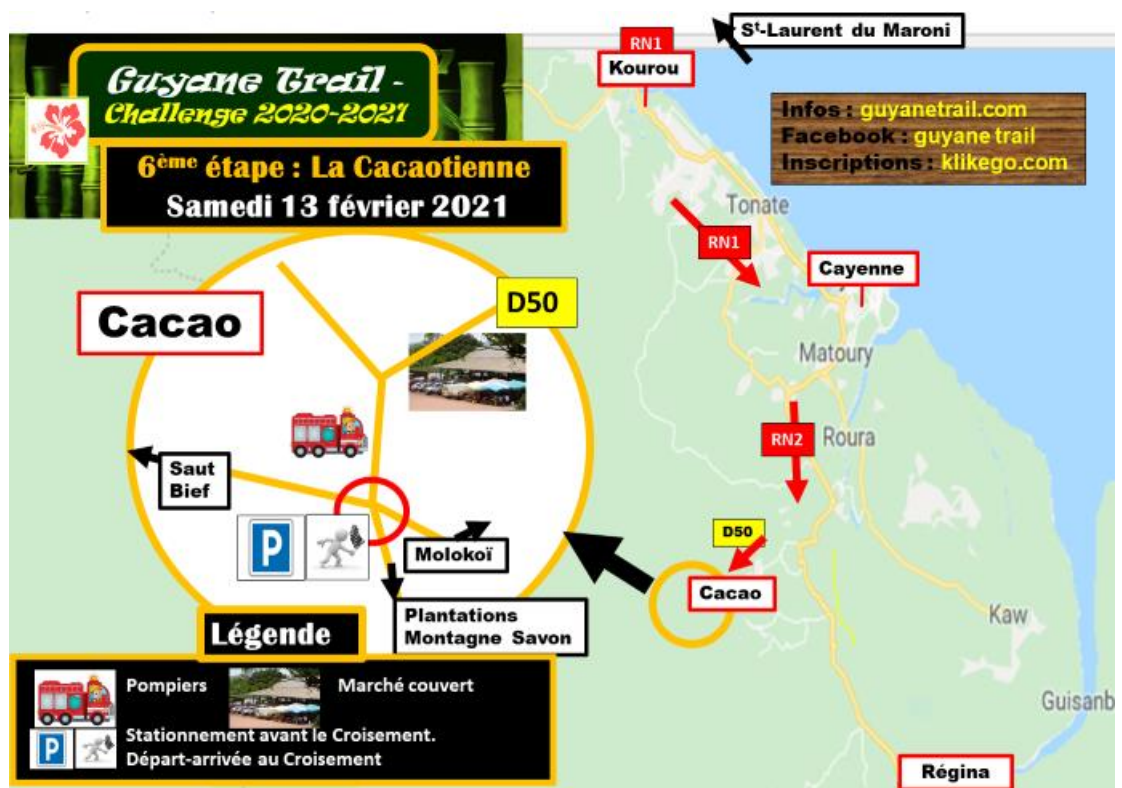 Guyane Trail -
Challenge 2020-2021
6ème étape : La Cacaotienne
Samedi 13 février 2021
St-Laurent du Maroni
RN1
Kourou
Infos : guyanetrail.com
Facebook : guyane trail
Inscriptions : klikego.com
Tonate
RN1
Cayenne
Matoury
RN2
Roura
D50
Cacao
Kaw
Guisanb
Régina
Cacao
D50
Saut
Bief
P
Molokoï
Plantations
Montagne Savon
Légende
Pompiers
Marché couvert
P
Stationnement avant le Croisement.
Départ-arrivée au Croisement